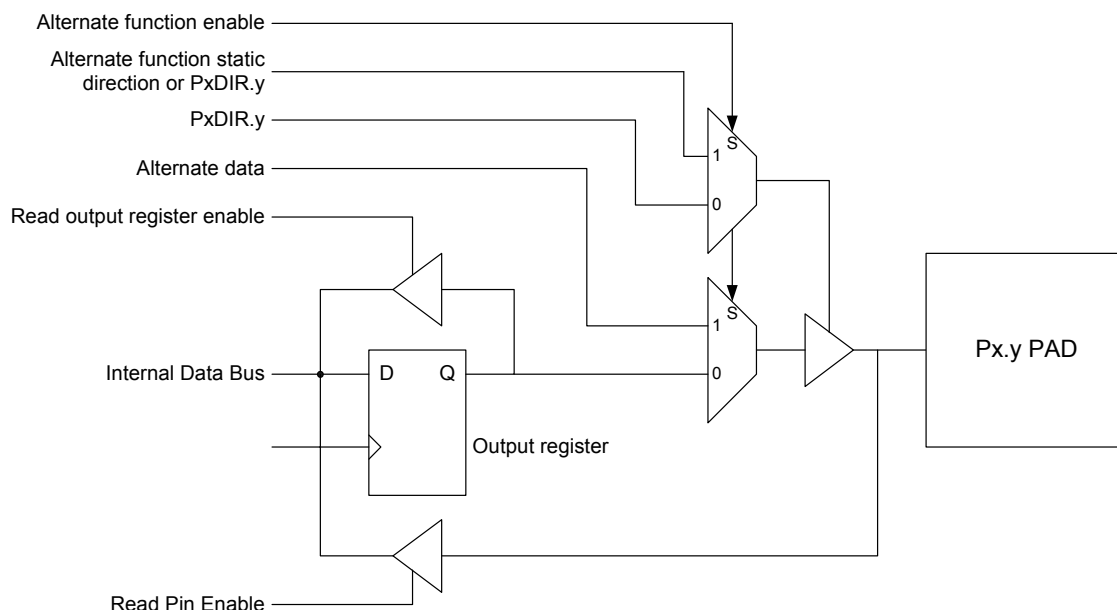 Alternate function enable
Alternate function static
direction or PxDIR.y
PxDIR.y
Alternate data
Read output register enable
S
1
0
S
1
0
Px.y PAD
Internal Data Bus
D Q
Output register
Read Pin Enable